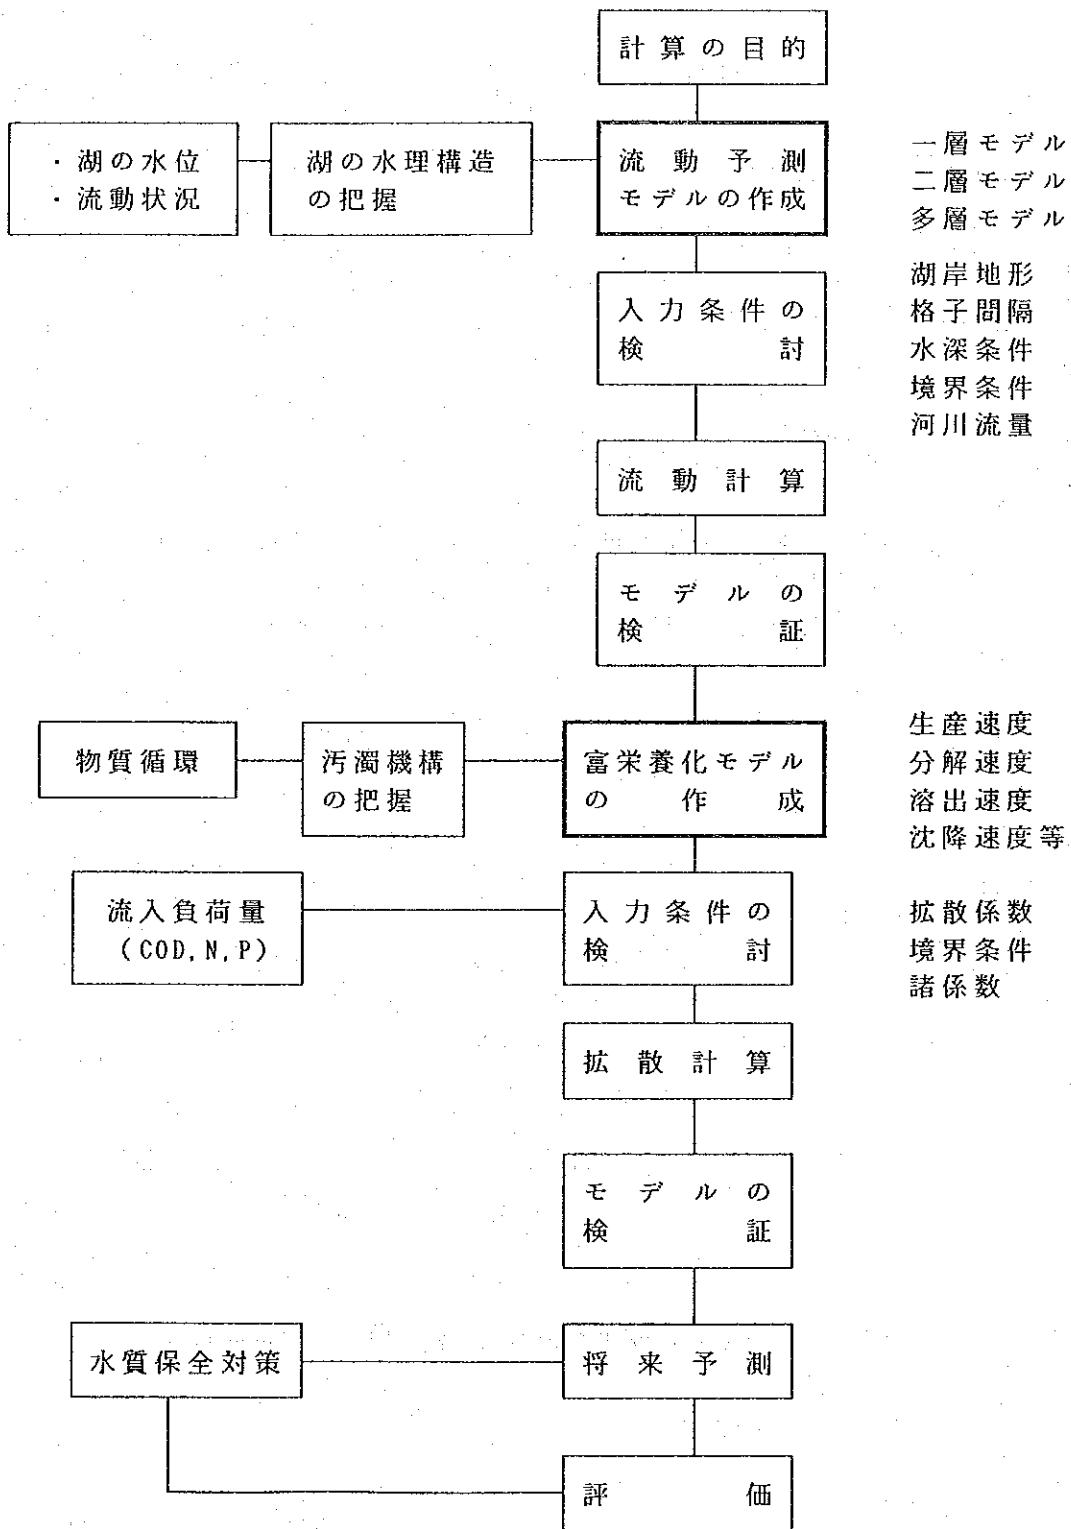 計算の目的
・湖の水位
・流動状況
湖の水理構造
の把握
流動予測
モデルの作成
一層モデル
二層モデル
多層モデル
入力条件の
検討
湖岸地形
格子間隔
水深条件
境界条件
河川流量
流動計算
モデルの
検証
物質循環
汚濁機構
の把握
富栄養化モデル
の作成
生産速度
分解速度
溶出速度
沈降速度等
流入負荷量
(COD,N,P)
入力条件の
検討
拡散係数
境界条件
諸係数
拡散計算
モデルの
検証
水質保全対策
将来予測
評価